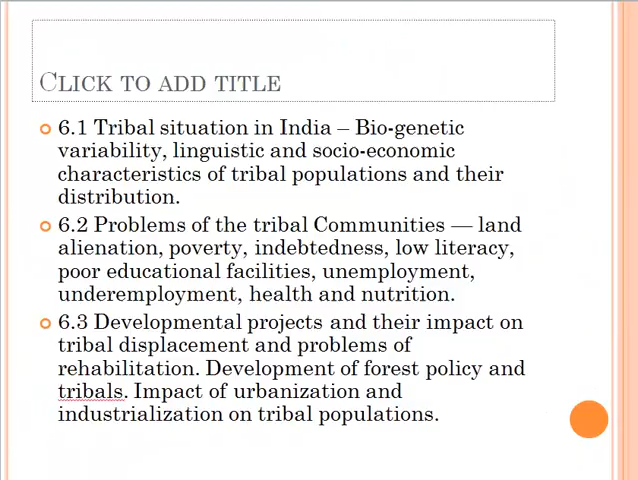 Click to add title
6.1 Tribal situation in India – Bio-genetic
variability, linguistic and socio-economic
characteristics of tribal populations and their
distribution.
6.2 Problems of the tribal Communities — land
alienation, poverty, indebtedness, low literacy,
poor educational facilities, unemployment,
underemployment, health and nutrition.
6.3 Developmental projects and their impact on
tribal displacement and problems of
rehabilitation. Development of forest policy and
tribals. Impact of urbanization and
industrialization on tribal populations.